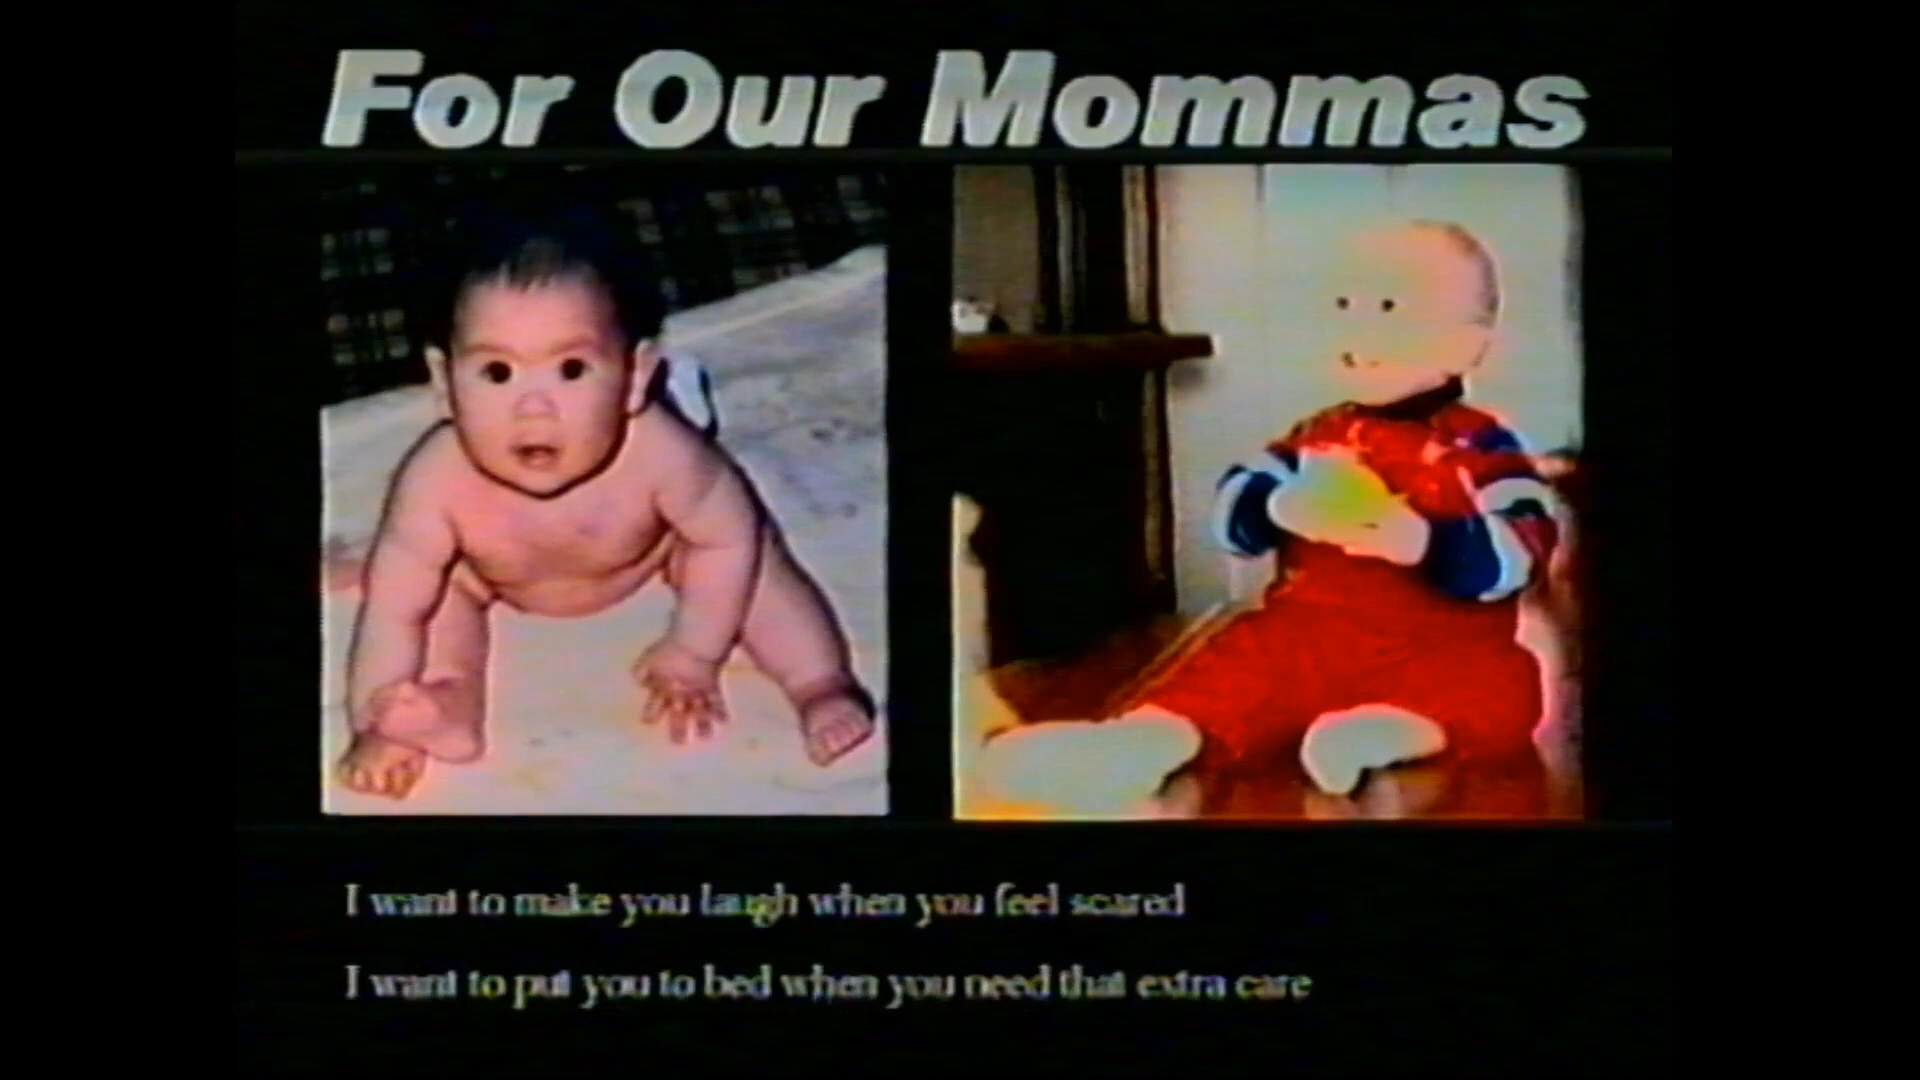 For Our Mommas
I want to make you laugh when you feel scared
I want to put you to bed when you need that extra care